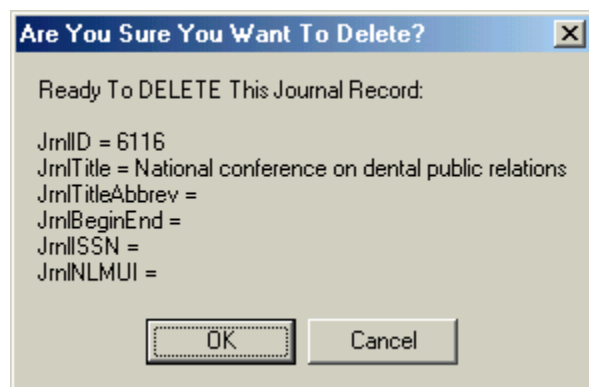 Are You Sure You Want To Delete?
Ready To DELETE This Journal Record:
JrnlID = 6116
JrnlTitle = National conference on dental public relations
JrnlTitleAbbrev =
JrnlBeginEnd =
JrnlISSN =
JrnlNLMUI =
OK Cancel